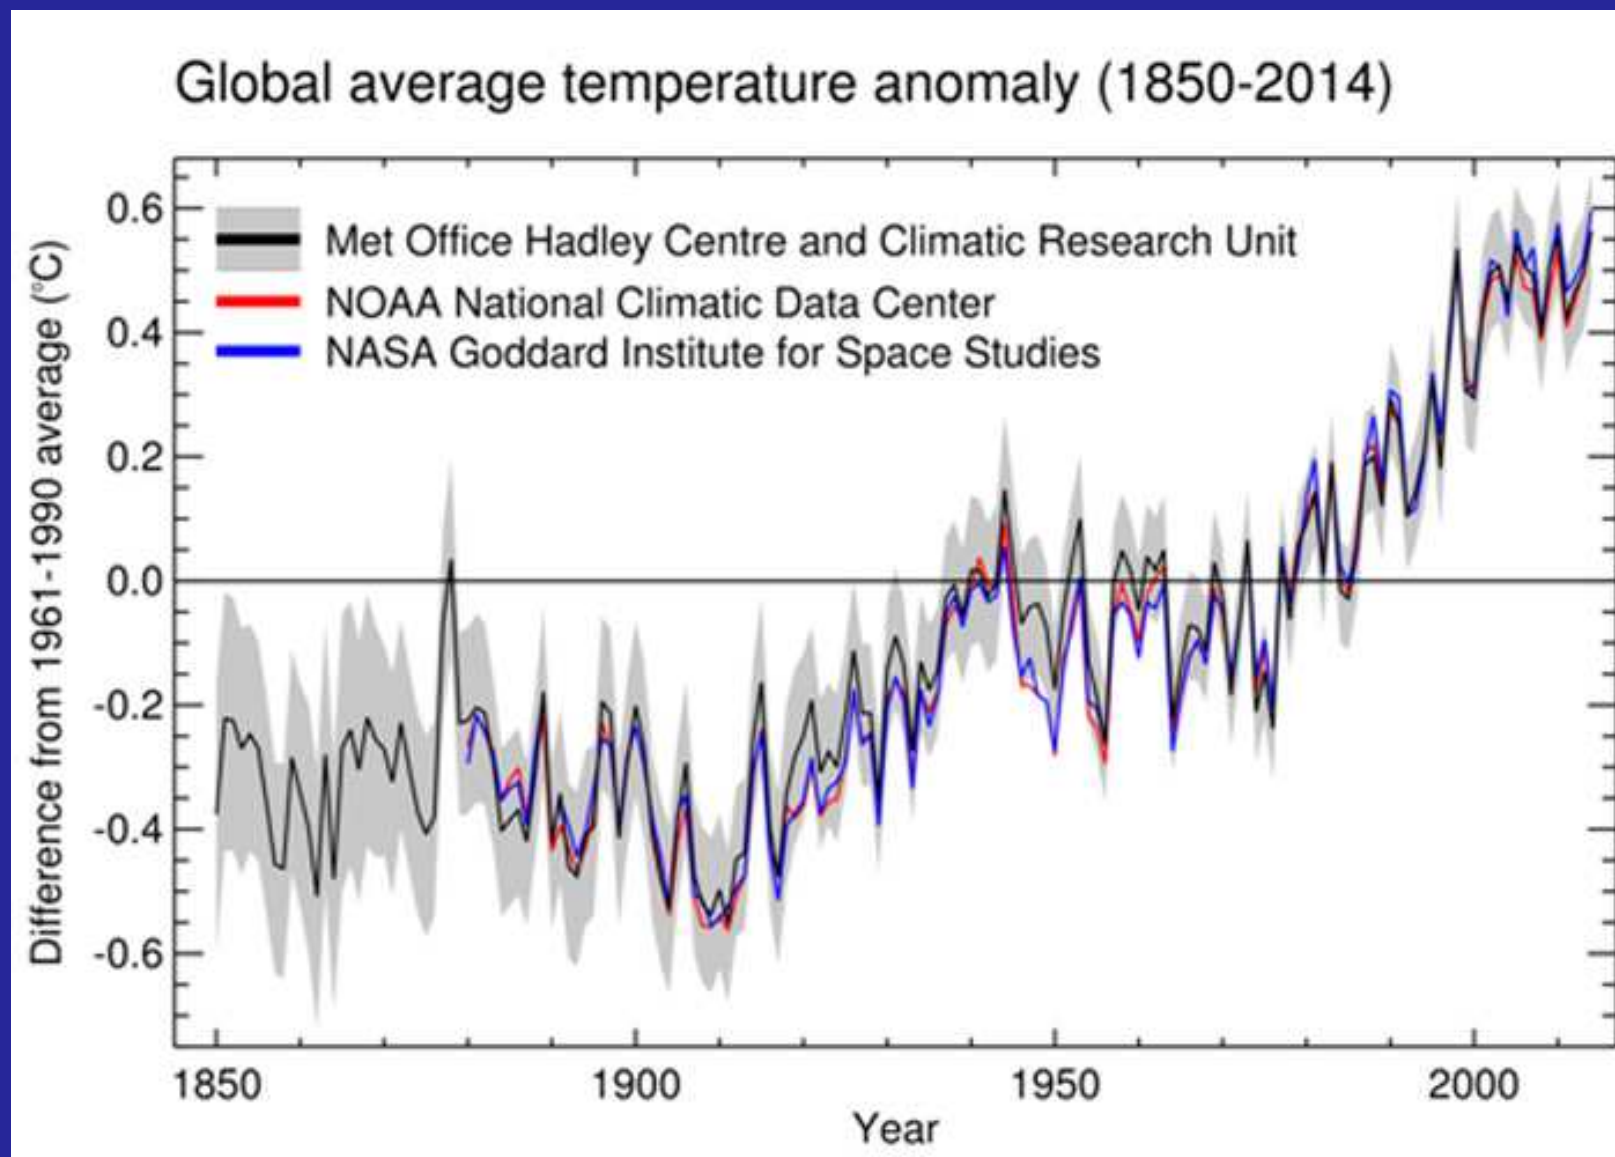 Global average temperature anomaly (1850-2014)
Difference from 1961-1990 average (°C)
0.6
0.4
0.2
0.0
-0.2
-0.4
-0.6
Met Office Hadley Centre and Climatic Research Unit
NOAA National Climatic Data Center
NASA Goddard Institute for Space Studies
1850 1900 1950 2000
Year